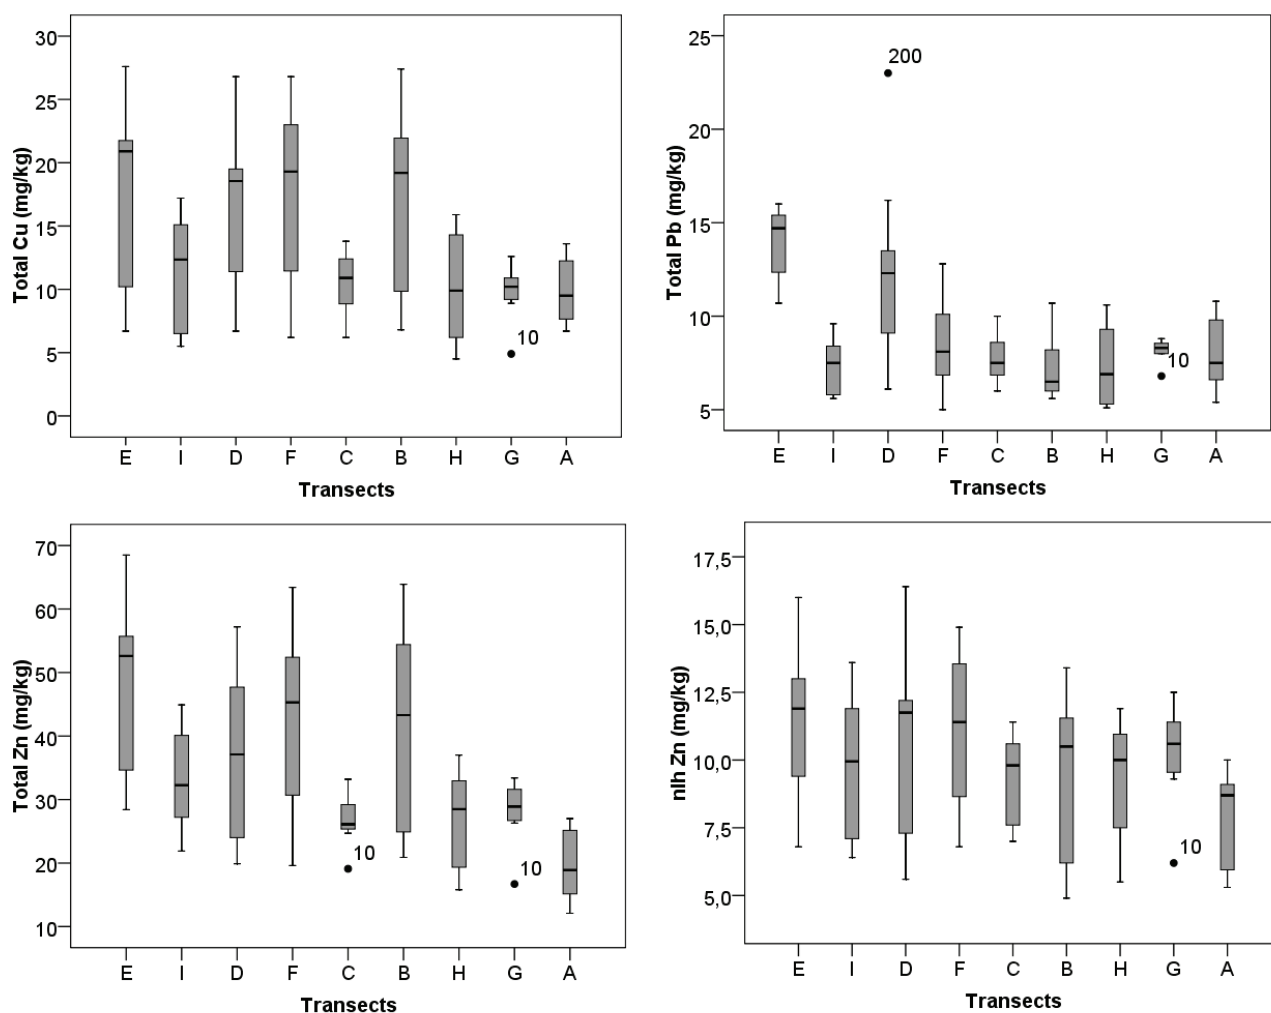 Total Cu (mg/kg)
30
25
20
15
10
5
0
10
E I D F C B H G A
Transects
Total Pb (mg/kg)
25
20
15
10
5
200
10
E I D F C B H G A
Transects
Total Zn (mg/kg)
70
60
50
40
30
20
10
10
10
E I D F C B H G A
Transects
nlh Zn (mg/kg)
17,5
15,0
12,5
10,0
7,5
5,0
10
E I D F C B H G A
Transects